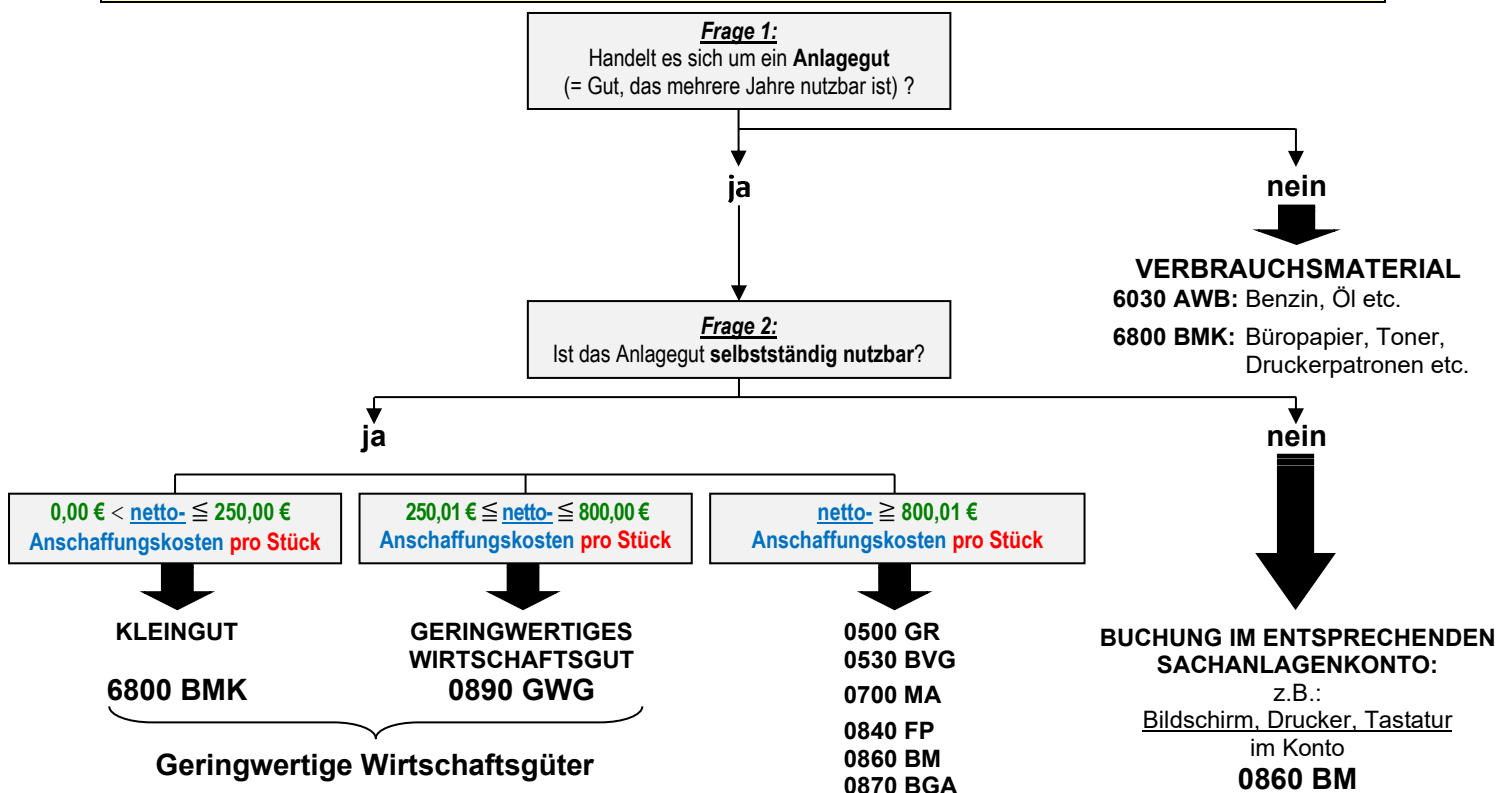 Frage 1:
Handelt es sich um ein Anlagegut
(= Gut, das mehrere Jahre nutzbar ist) ?
ja
nein
VERBRAUCHSMATERIAL
6030 AWB: Benzin, Öl etc.
6800 BMK: Büropapier, Toner,
Druckerpatronen etc.
Frage 2:
Ist das Anlagegut selbstständig nutzbar?
ja
nein
0,00 € < netto- ≦ 250,00 €
Anschaffungskosten pro Stück
250,01 € ≦ netto- ≦ 800,00 €
Anschaffungskosten pro Stück
netto- ≧ 800,01 €
Anschaffungskosten pro Stück
KLEINGUT
6800 BMK
GERINGWERTIGES
WIRTSCHAFTSGUT
0890 GWG
Geringwertige Wirtschaftsgüter
0500 GR
0530 BVG
0700 MA
0840 FP
0860 BM
0870 BGA
BUCHUNG IM ENTSPRECHENDEN
SACHANLAGENKONTO:
z.B.:
Bildschirm, Drucker, Tastatur
im Konto
0860 BM